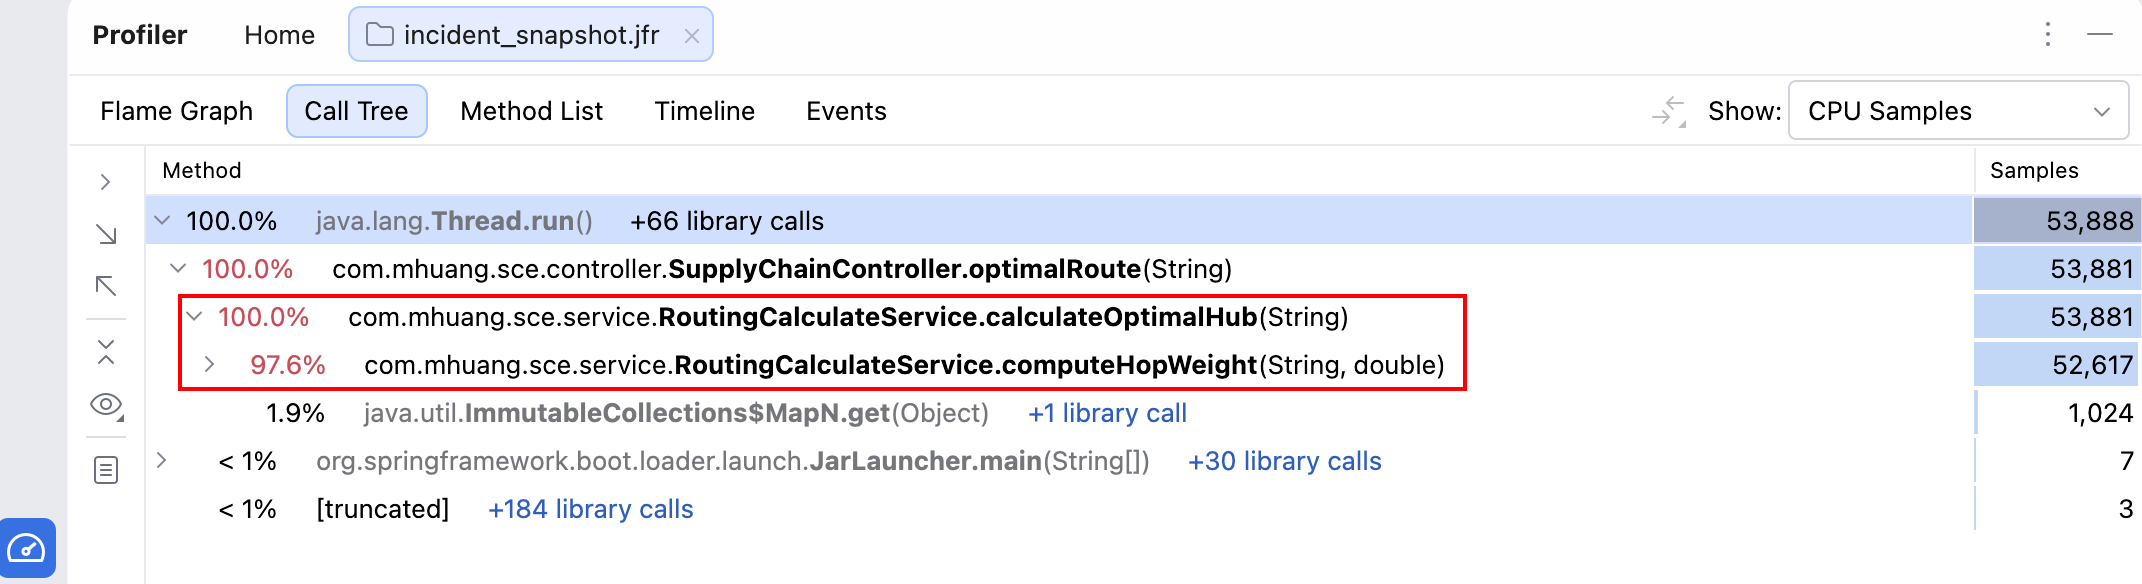 Profiler Home incident_snapshot.jfr
Flame Graph Call Tree Method List Timeline Events Show: CPU Samples
Method Samples
100.0% java.lang.Thread.run() +66 library calls 53,888
100.0% com.mhuang.sce.controller.SupplyChainController.optimalRoute(String) 53,881
100.0% com.mhuang.sce.service.RoutingCalculateService.calculateOptimalHub(String) 53,881
97.6% com.mhuang.sce.service.RoutingCalculateService.computeHopWeight(String, double) 52,617
1.9% java.util.ImmutableCollections$MapN.get(Object) +1 library call 1,024
< 1% org.springframework.boot.loader.launch.JarLauncher.main(String[]) +30 library calls 7
< 1% [truncated] +184 library calls 3